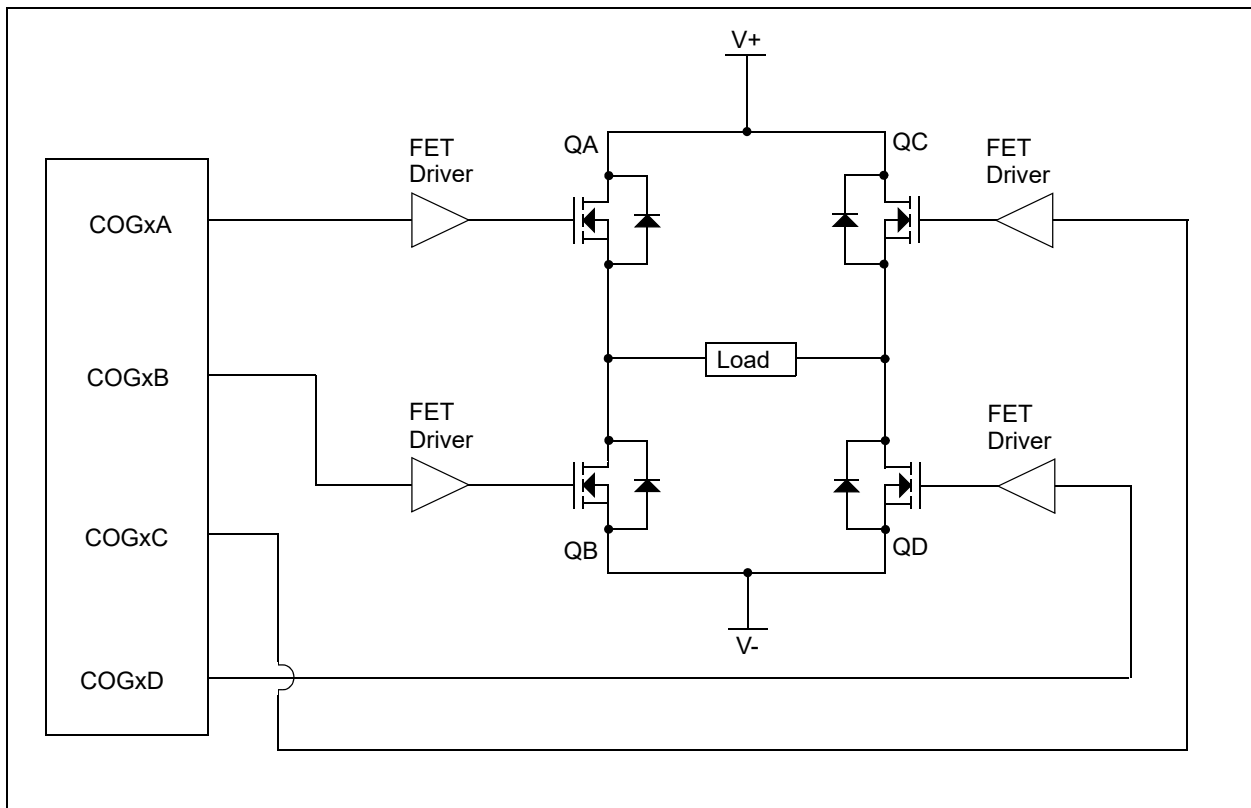 V+
QA
QC
FET
Driver
FET
Driver
COGxA
COGxB
Load
FET
Driver
FET
Driver
COGxC
QB
QD
V-
COGxD